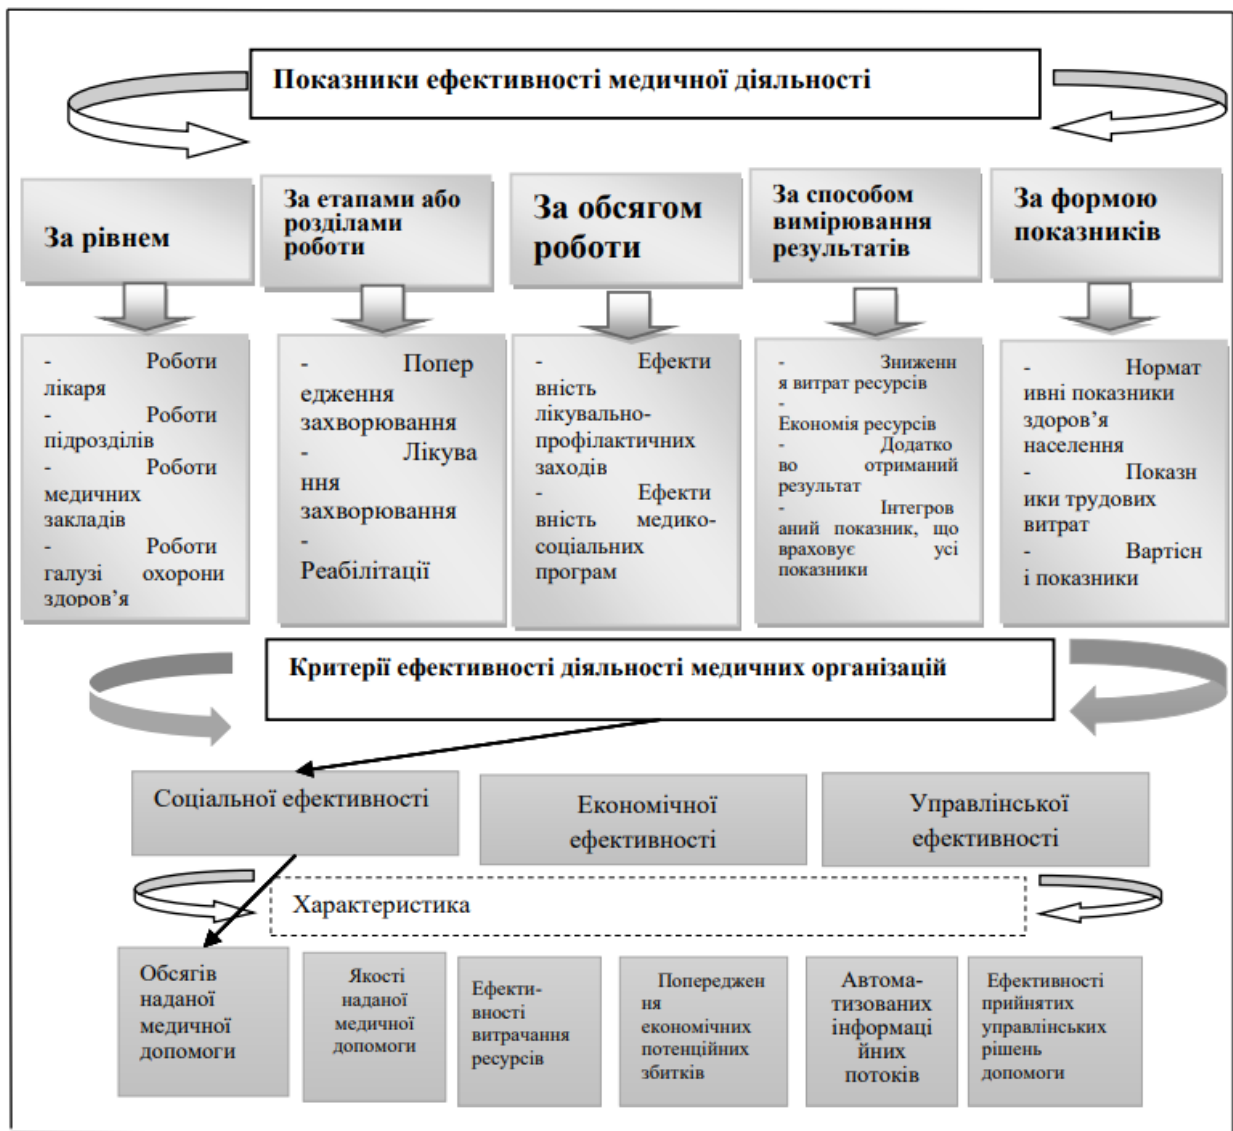 Показники ефективності медичної діяльності
За рівнем
За етапами або
розділами
роботи
За обсягом
роботи
За способом
вимірювання
результатів
За формою
показників
- Роботи
лікаря
- Роботи
підрозділів
- Роботи
медичних
закладів
- Роботи
галузі охорони
здоров’я
- Попер
едження
захворювання
- Лікува
ння
захворювання
-
Реабілітації
- Ефекти
вність
лікувально-
профілактичних
заходів
- Ефекти
вність медико-
соціальних
програм
- Зниженн
я витрат ресурсів
-
Економія ресурсів
- Додатко
во отриманий
результат
- Інтегров
аний показник, що
враховує усі
показники
- Нормат
ивні показники
здоров’я
населення
- Показн
ики трудових
витрат
- Вартісн
і показники
Критерії ефективності діяльності медичних організацій
Соціальної ефективності
Економічної
ефективності
Управлінської
ефективності
Характеристика
Обсягів
наданої
медичної
допомоги
Якості
наданої
медичної
допомоги
Ефекти-
вності
витрачання
ресурсів
Попереджен
ня
економічних
потенційних
збитків
Автома-
тизованих
інформаці
йних
потоків
Ефективності
прийнятих
управлінських
рішень
допомоги